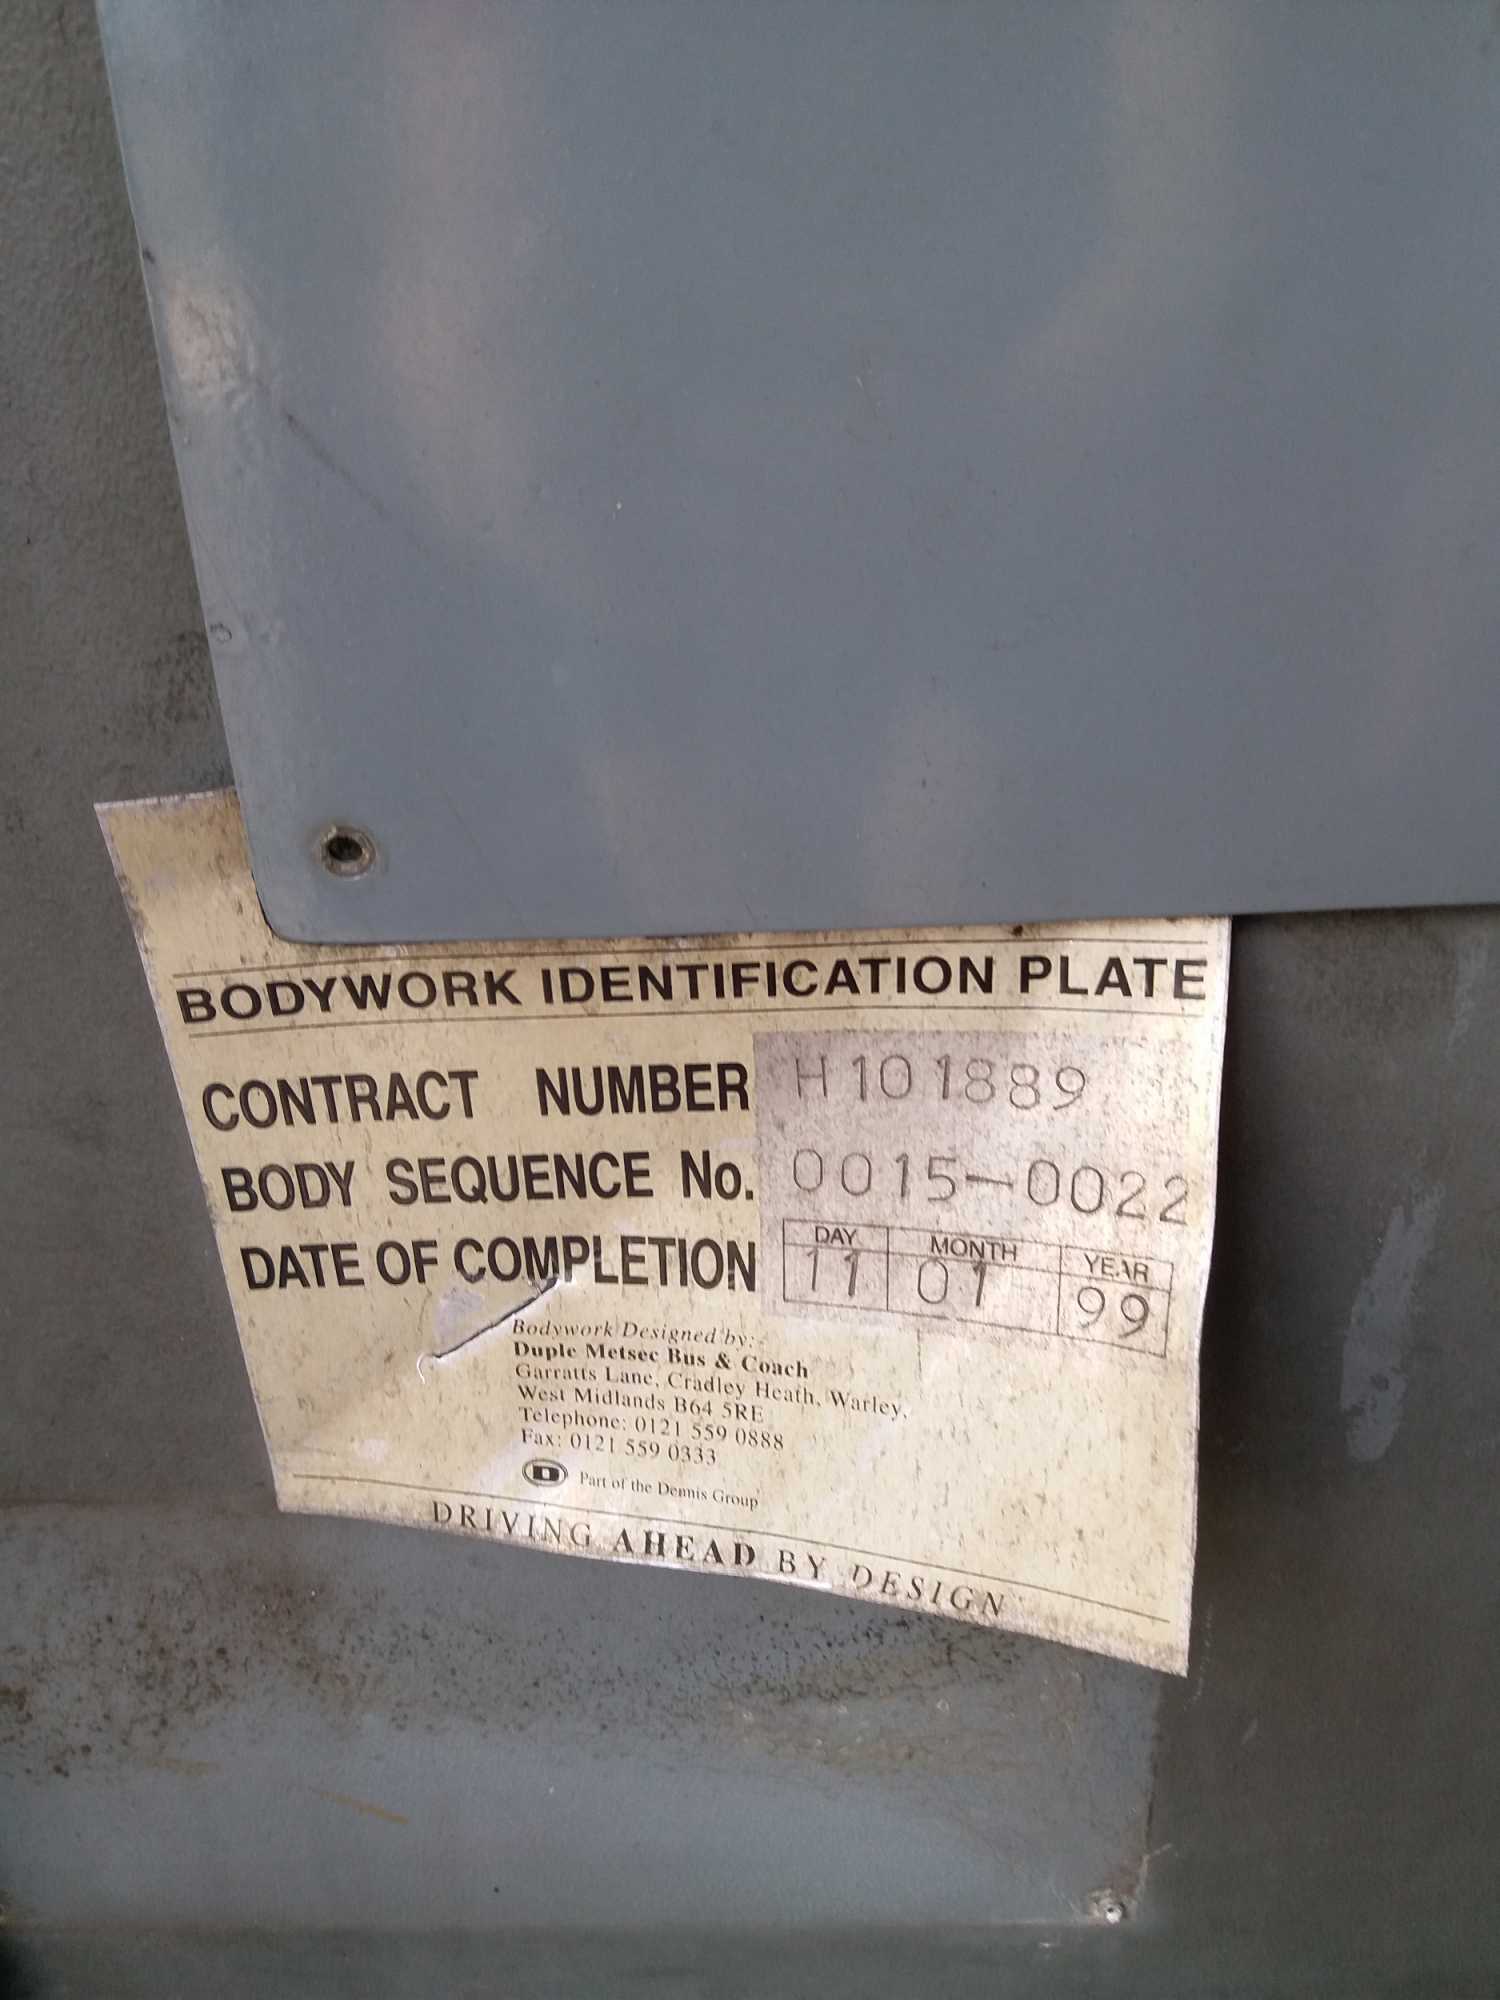 BODYWORK IDENTIFICATION PLATE
CONTRACT NUMBER H101889
BODY SEQUENCE No. 0015-0022
DATE OF COMPLETION
DAY MONTH YEAR
11 01 99
Bodywork Designed by:-
Duple Metsec Bus & Coach
Garratts Lane, Cradley Heath, Warley,
West Midlands B64 5RE
Telephone: 0121 559 0888
Fax: 0121 559 0333
D Part of the Dennis Group
DRIVING AHEAD BY DESIGN